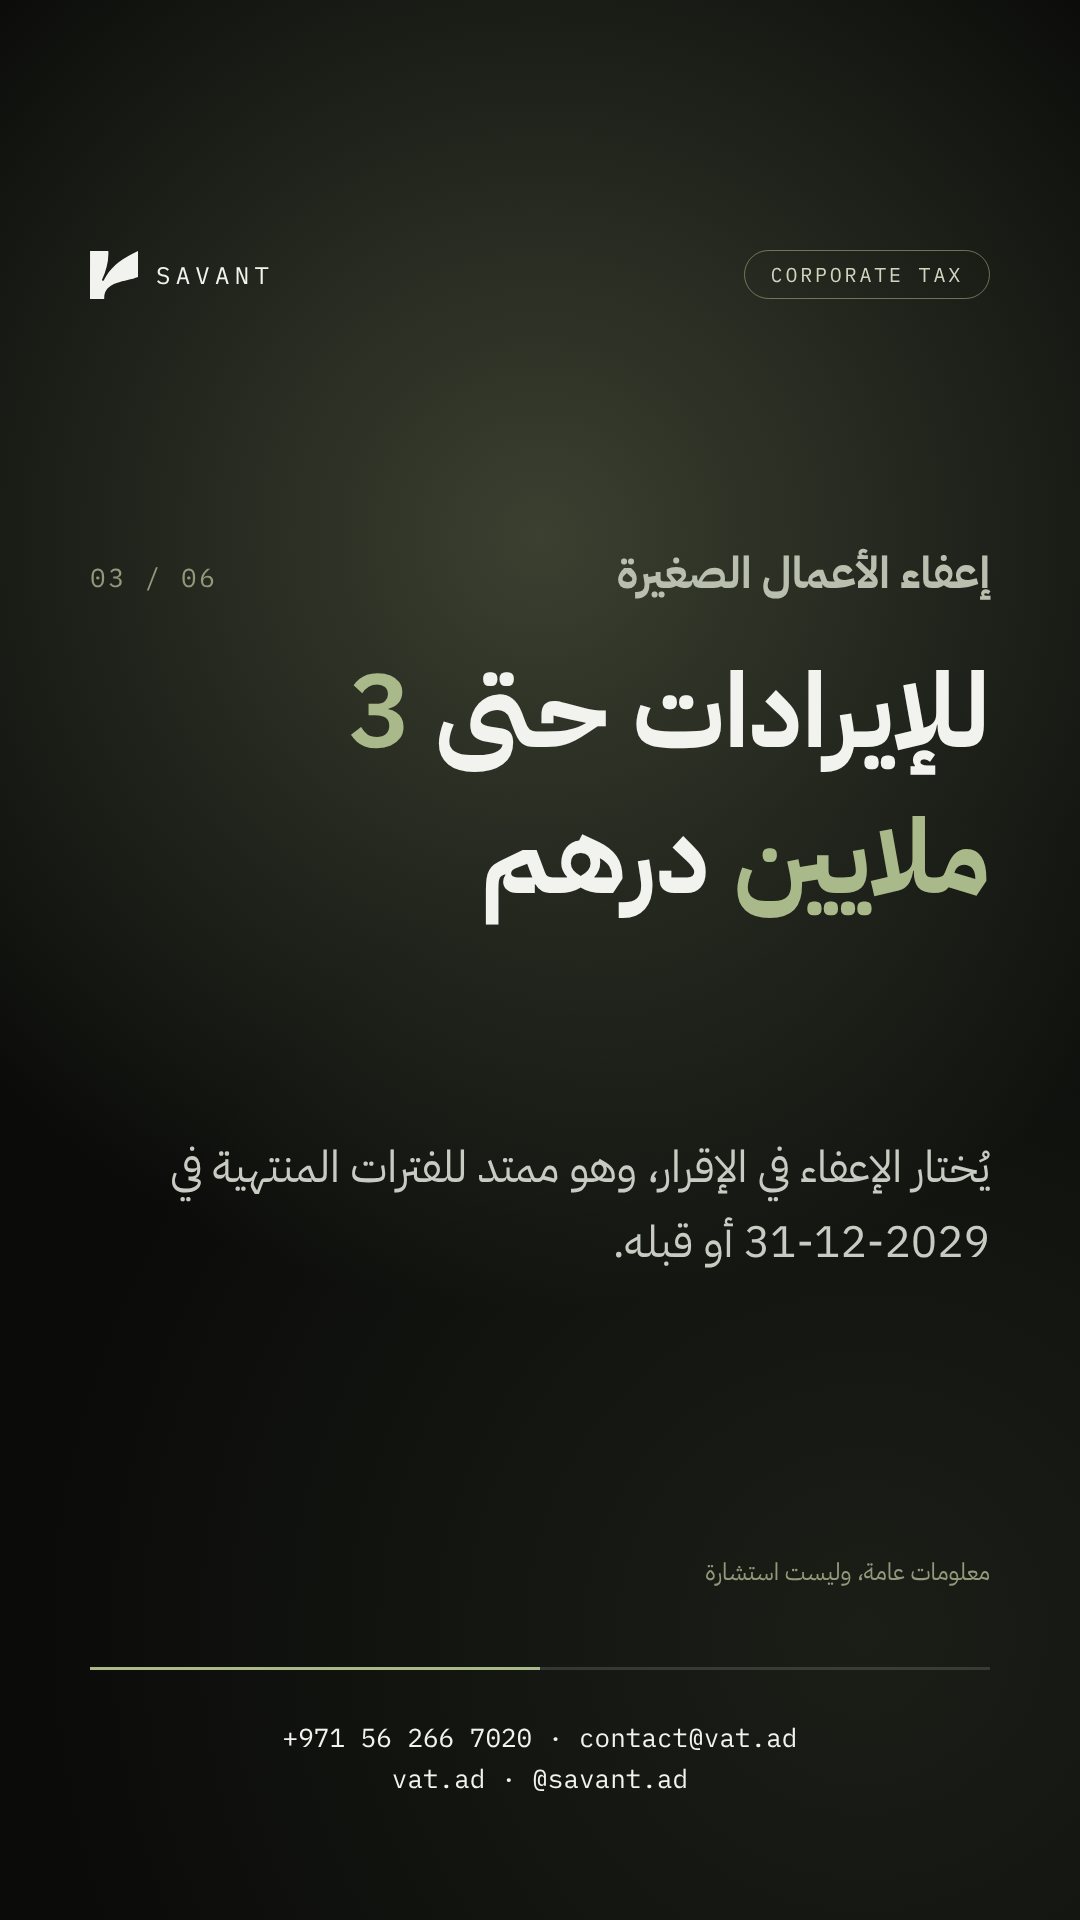 SAVANT
CORPORATE TAX
03 / 06
إعفاء الأعمال الصغيرة
للإيرادات حتى 3
ملايين درهم
يُختار الإعفاء في الإقرار، وهو ممتد للفترات المنتهية في
31-12-2029 أو قبله.
معلومات عامة، وليست استشارة
+971 56 266 7020 · contact@vat.ad
vat.ad · @savant.ad